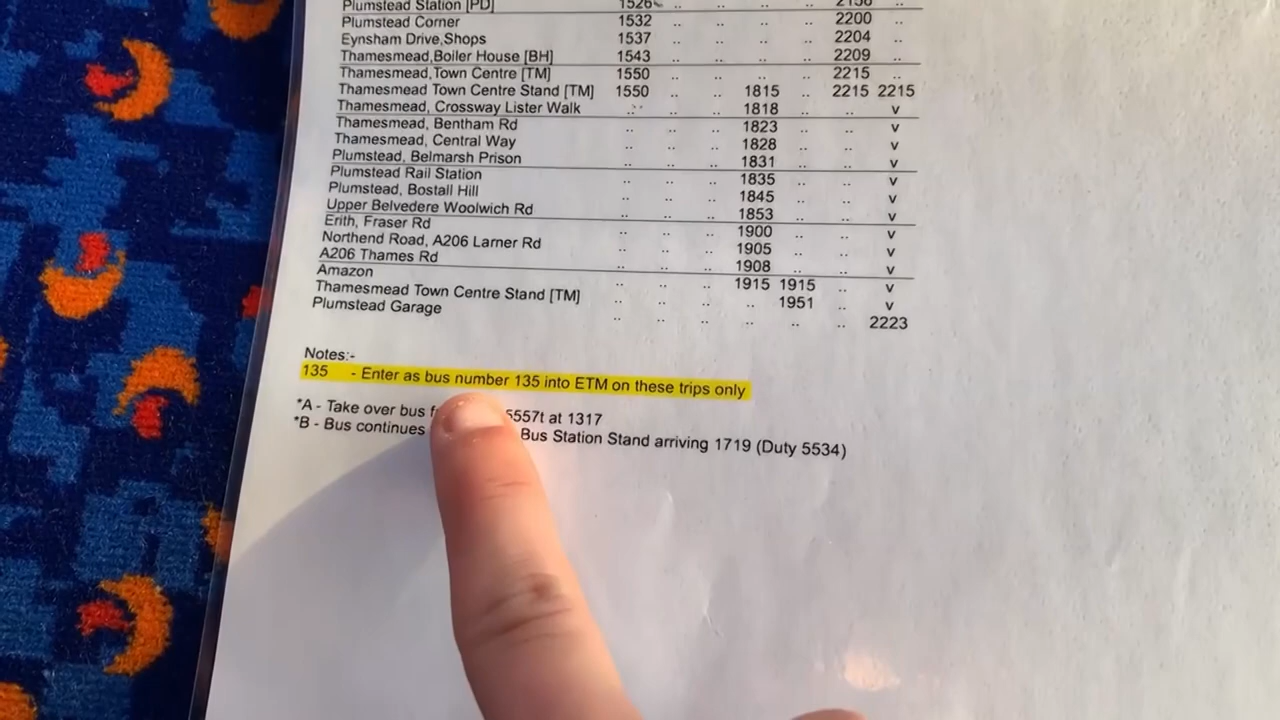 Plumstead Station [PD] 1526 .. .. .. .. 2156 ..
Plumstead Corner 1532 .. .. .. .. 2200 ..
Eynsham Drive,Shops 1537 .. .. .. .. 2204 ..
Thamesmead,Boiler House [BH] 1543 .. .. .. .. 2209 ..
Thamesmead,Town Centre [TM] 1550 .. .. .. .. 2215 ..
Thamesmead Town Centre Stand [TM] 1550 .. .. 1815 .. 2215 2215
Thamesmead, Crossway Lister Walk .. .. .. 1818 .. .. v
Thamesmead, Bentham Rd .. .. .. 1823 .. .. v
Thamesmead, Central Way .. .. .. 1828 .. .. v
Plumstead, Belmarsh Prison .. .. .. 1831 .. .. v
Plumstead Rail Station .. .. .. 1835 .. .. v
Plumstead, Bostall Hill .. .. .. 1845 .. .. v
Upper Belvedere Woolwich Rd .. .. .. 1853 .. .. v
Erith, Fraser Rd .. .. .. 1900 .. .. v
Northend Road, A206 Larner Rd .. .. .. 1905 .. .. v
A206 Thames Rd .. .. .. 1908 .. .. v
Amazon .. .. .. 1915 1915 .. v
Thamesmead Town Centre Stand [TM] .. .. .. .. 1951 .. v
Plumstead Garage .. .. .. .. .. .. 2223
Notes:-
135 - Enter as bus number 135 into ETM on these trips only
*A - Take over bus 5557t at 1317
*B - Bus continues Bus Station Stand arriving 1719 (Duty 5534)